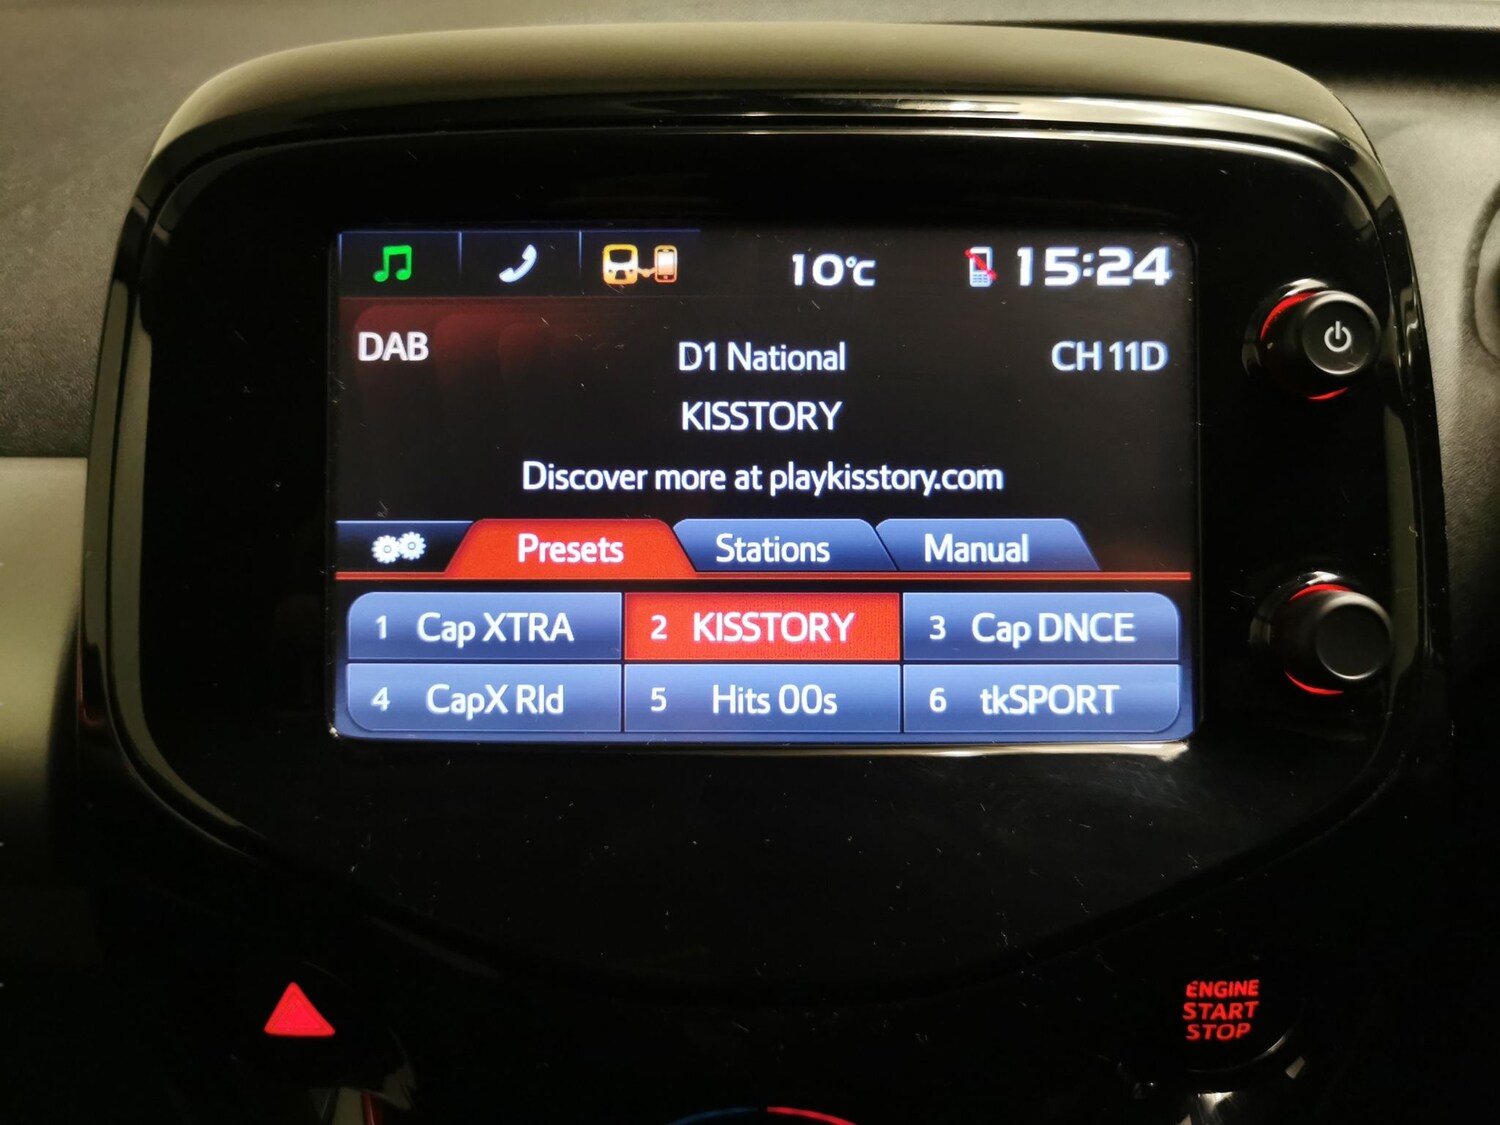 10°C
15:24
DAB
D1 National
CH 11D
KISSTORY
Discover more at playkisstory.com
Presets
Stations
Manual
1 Cap XTRA
2 KISSTORY
3 Cap DNCE
4 CapX Rld
5 Hits 00s
6 tkSPORT
ENGINE
START
STOP